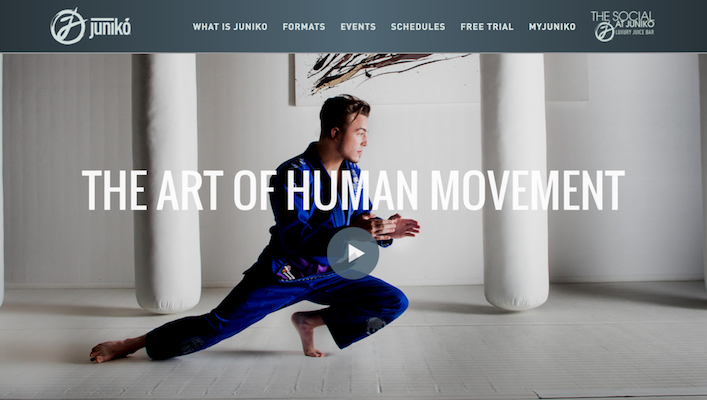 junikó
WHAT IS JUNIKO
FORMATS
EVENTS
SCHEDULES
FREE TRIAL
MYJUNIKO
THE SOCIAL
AT JUNIKO
LUXURY JUICE BAR
THE ART OF HUMAN MOVEMENT